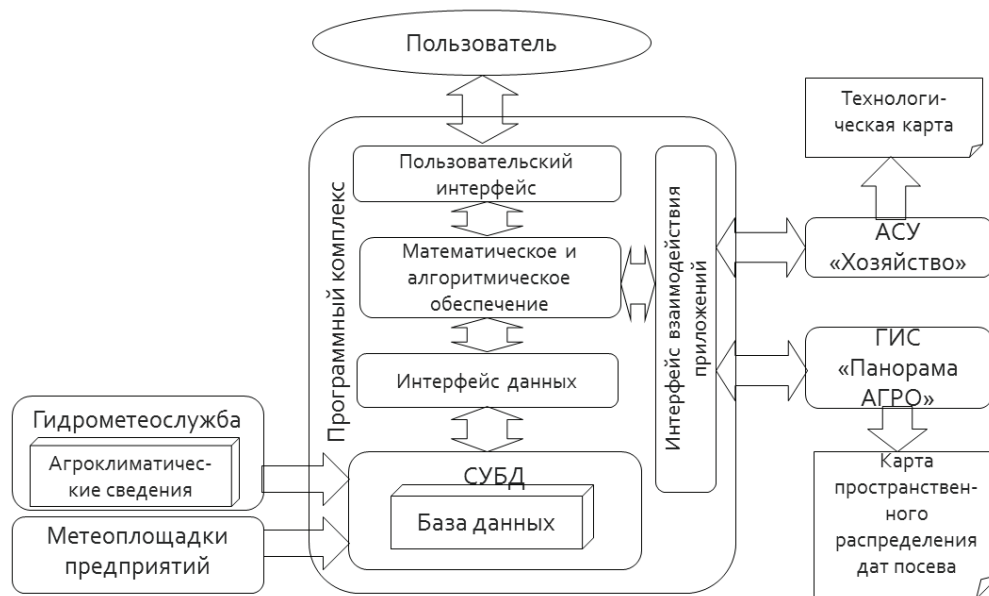 Пользователь
Программный комплекс
Пользовательский
интерфейс
Математическое и
алгоритмическое
обеспечение
Интерфейс данных
СУБД
База данных
Интерфейс взаимодействия
приложений
Гидрометеослужба
Агроклиматичес-
кие сведения
Метеоплощадки
предприятий
Технологи-
ческая карта
АСУ
«Хозяйство»
ГИС
«Панорама
АГРО»
Карта
пространствен-
ного
распределения
дат посева